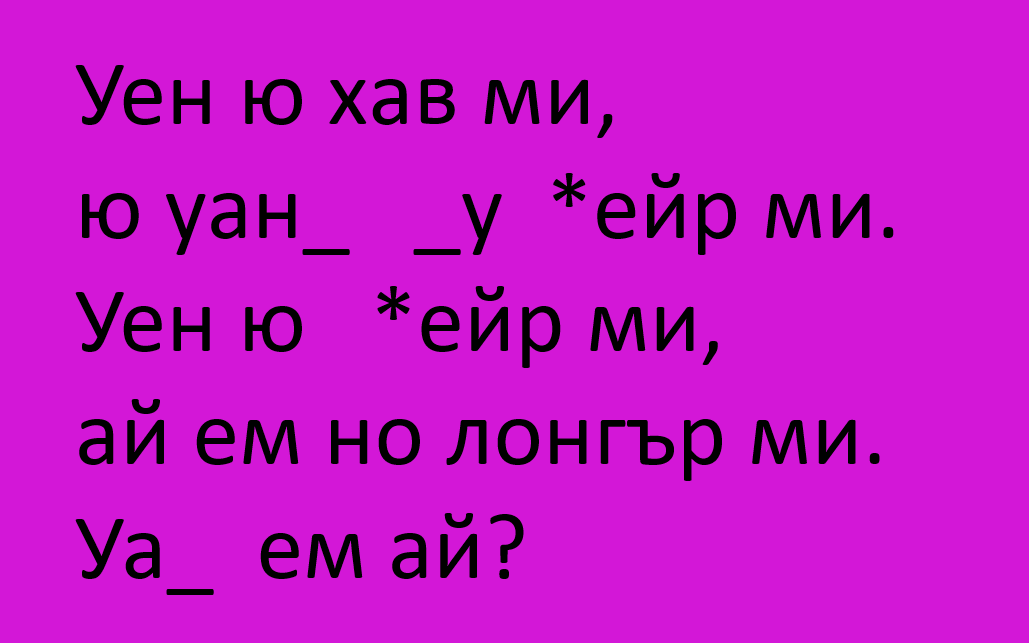 Уен ю хав ми,
ю уан_ _у *ейр ми.
Уен ю *ейр ми,
ай ем но лонгър ми.
Уа_ ем ай?